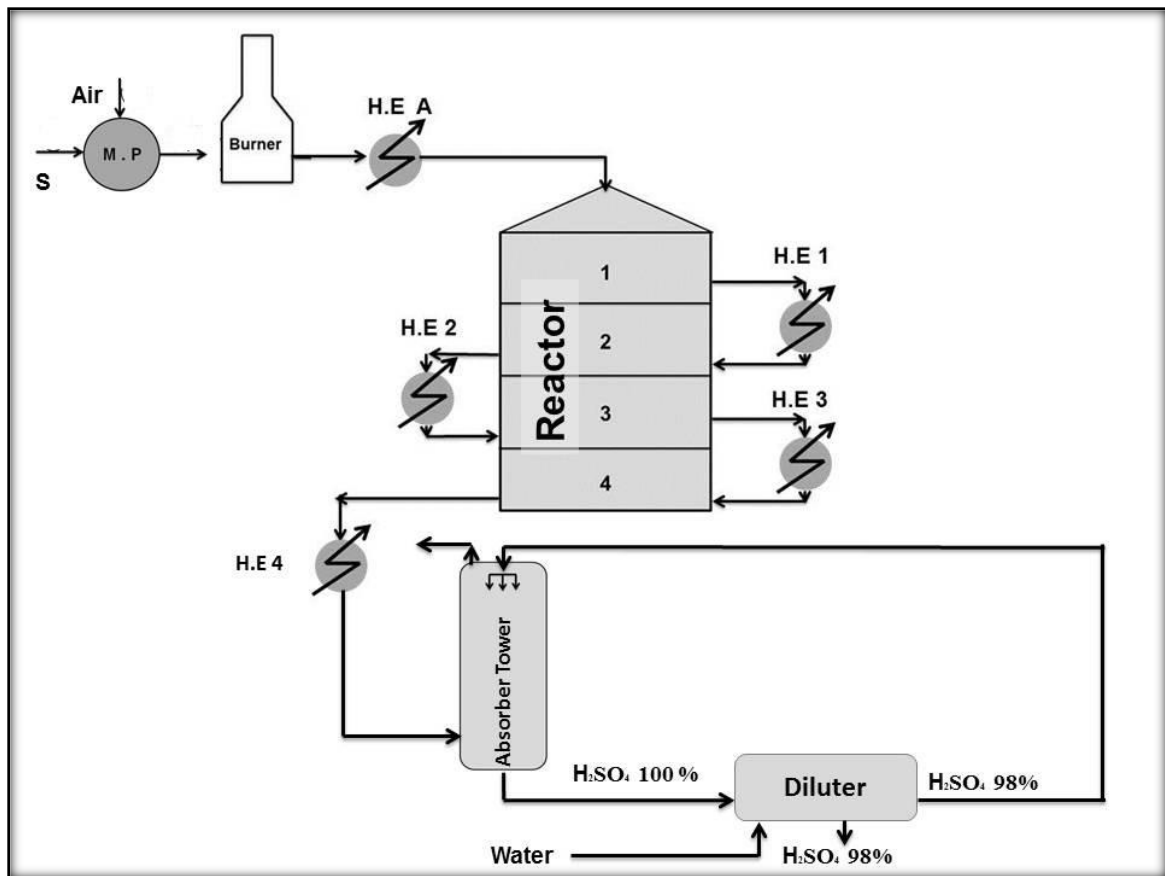 Air
M . P
S
Burner
H.E A
H.E 1
H.E 2
H.E 3
H.E 4
Reactor
1
2
3
4
Absorber Tower
H₂SO₄ 100 %
Diluter
H₂SO₄ 98%
Water
H₂SO₄ 98%